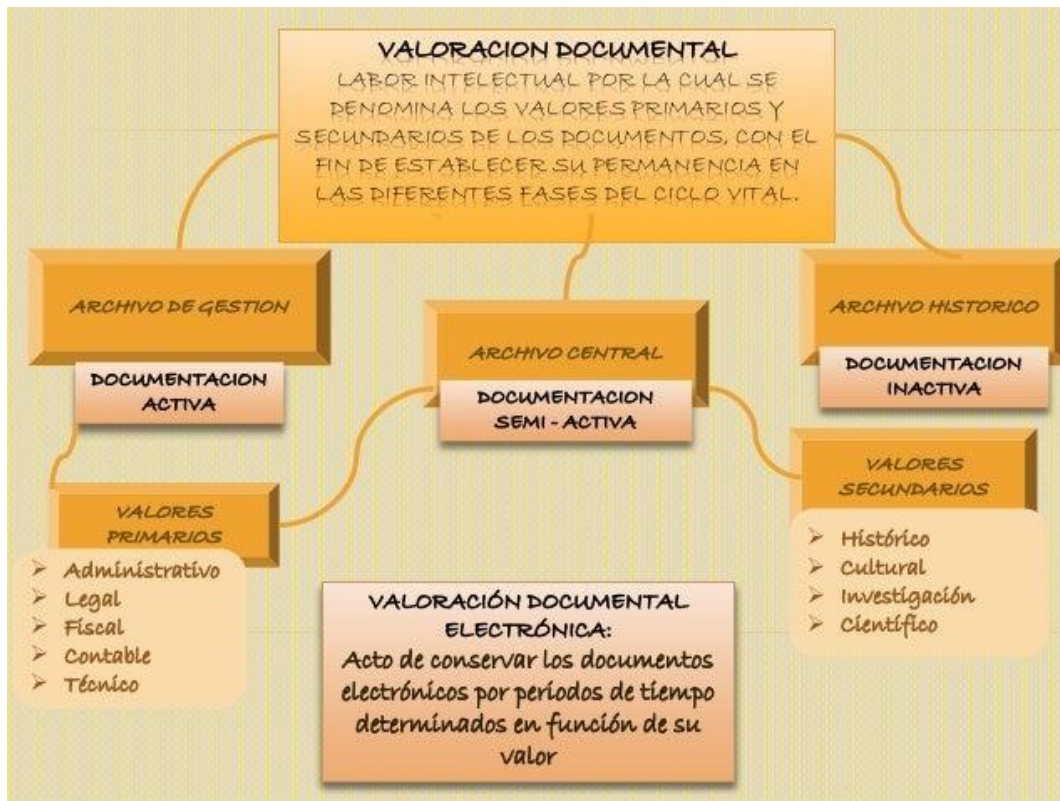 VALORACION DOCUMENTAL
LABOR INTELECTUAL POR LA CUAL SE
DENOMINA LOS VALORES PRIMARIOS Y
SECUNDARIOS DE LOS DOCUMENTOS, CON EL
FIN DE ESTABLECER SU PERMANENCIA EN
LAS DIFERENTES FASES DEL CICLO VITAL.
ARCHIVO DE GESTION
DOCUMENTACION
ACTIVA
ARCHIVO CENTRAL
DOCUMENTACION
SEMI - ACTIVA
ARCHIVO HISTORICO
DOCUMENTACION
INACTIVA
VALORES
PRIMARIOS
➢ Administrativo
➢ Legal
➢ Fiscal
➢ Contable
➢ Técnico
VALORES
SECUNDARIOS
➢ Histórico
➢ Cultural
➢ Investigación
➢ Científico
VALORACIÓN DOCUMENTAL
ELECTRÓNICA:
Acto de conservar los documentos
electrónicos por períodos de tiempo
determinados en función de su
valor